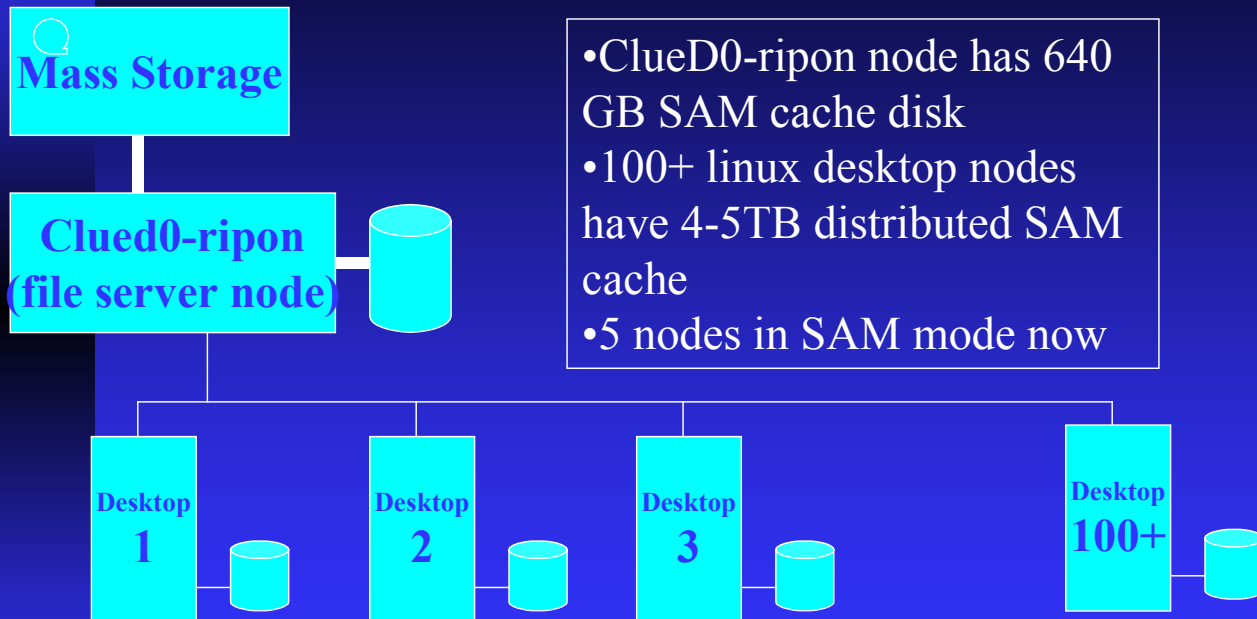 Mass Storage
Clued0-ripon
(file server node)
•ClueD0-ripon node has 640
GB SAM cache disk
•100+ linux desktop nodes
have 4-5TB distributed SAM
cache
•5 nodes in SAM mode now
Desktop
1
Desktop
2
Desktop
3
Desktop
100+